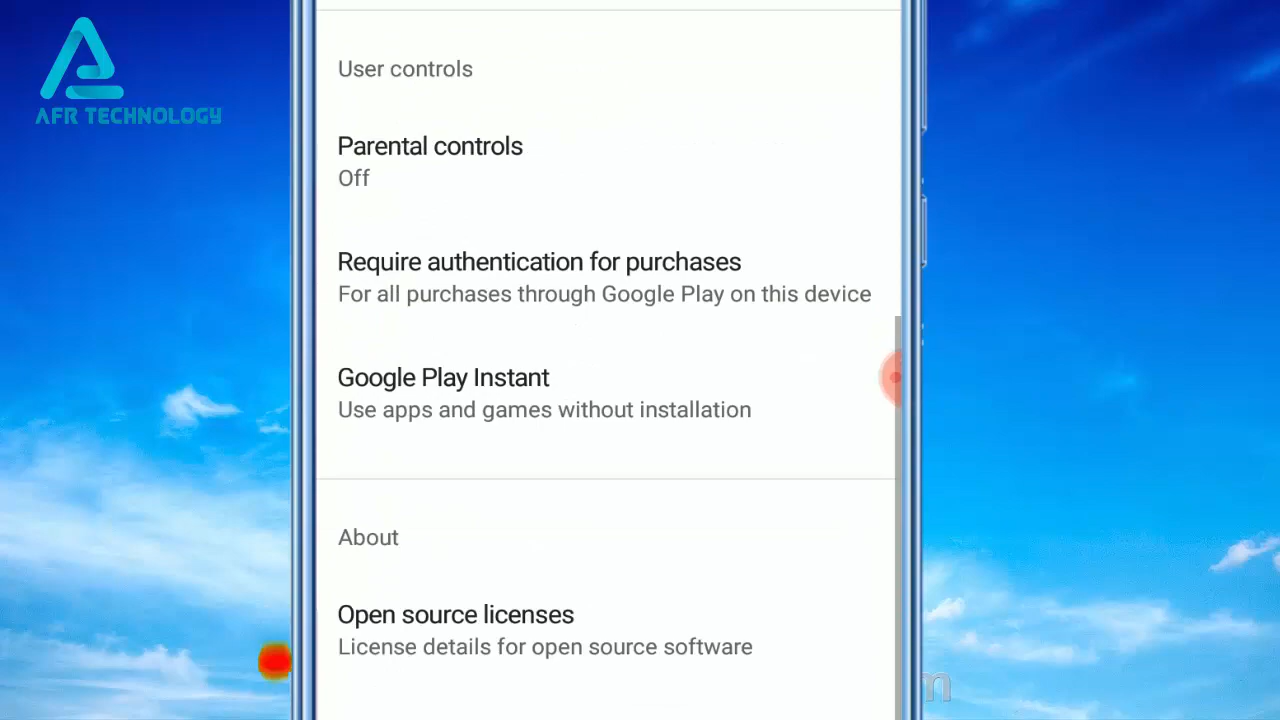 AFR TECHNOLOGY
User controls
Parental controls
Off
Require authentication for purchases
For all purchases through Google Play on this device
Google Play Instant
Use apps and games without installation
About
Open source licenses
License details for open source software